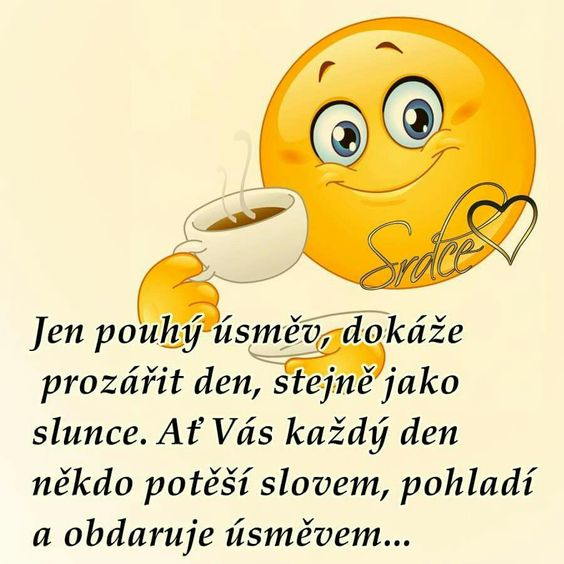 Srdce
Jen pouhý úsměv, dokáže
prozářit den, stejně jako
slunce. Ať Vás každý den
někdo potěší slovem, pohladí
a obdaruje úsměvem...